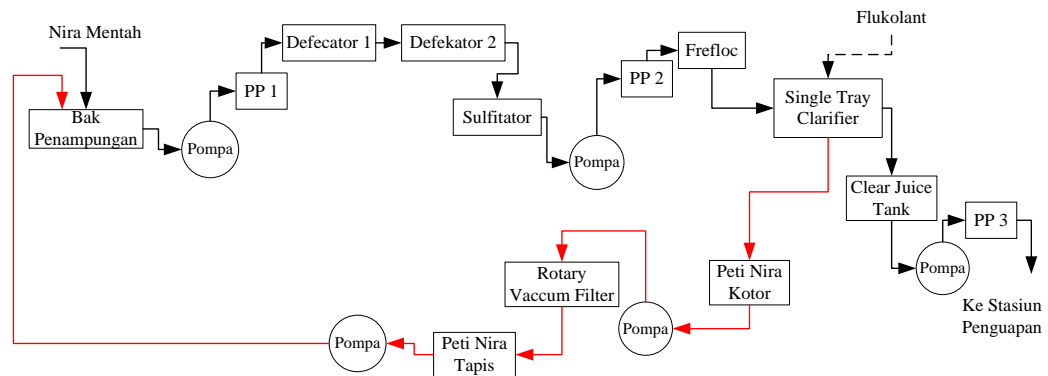 Nira Mentah
Flukolant
Defecator 1
Defekator 2
Frefloc
PP 1
PP 2
Bak
Penampungan
Pompa
Sulfitator
Pompa
Single Tray
Clarifier
Clear Juice
Tank
PP 3
Pompa
Ke Stasiun
Penguapan
Peti Nira
Kotor
Pompa
Rotary
Vaccum Filter
Peti Nira
Tapis
Pompa